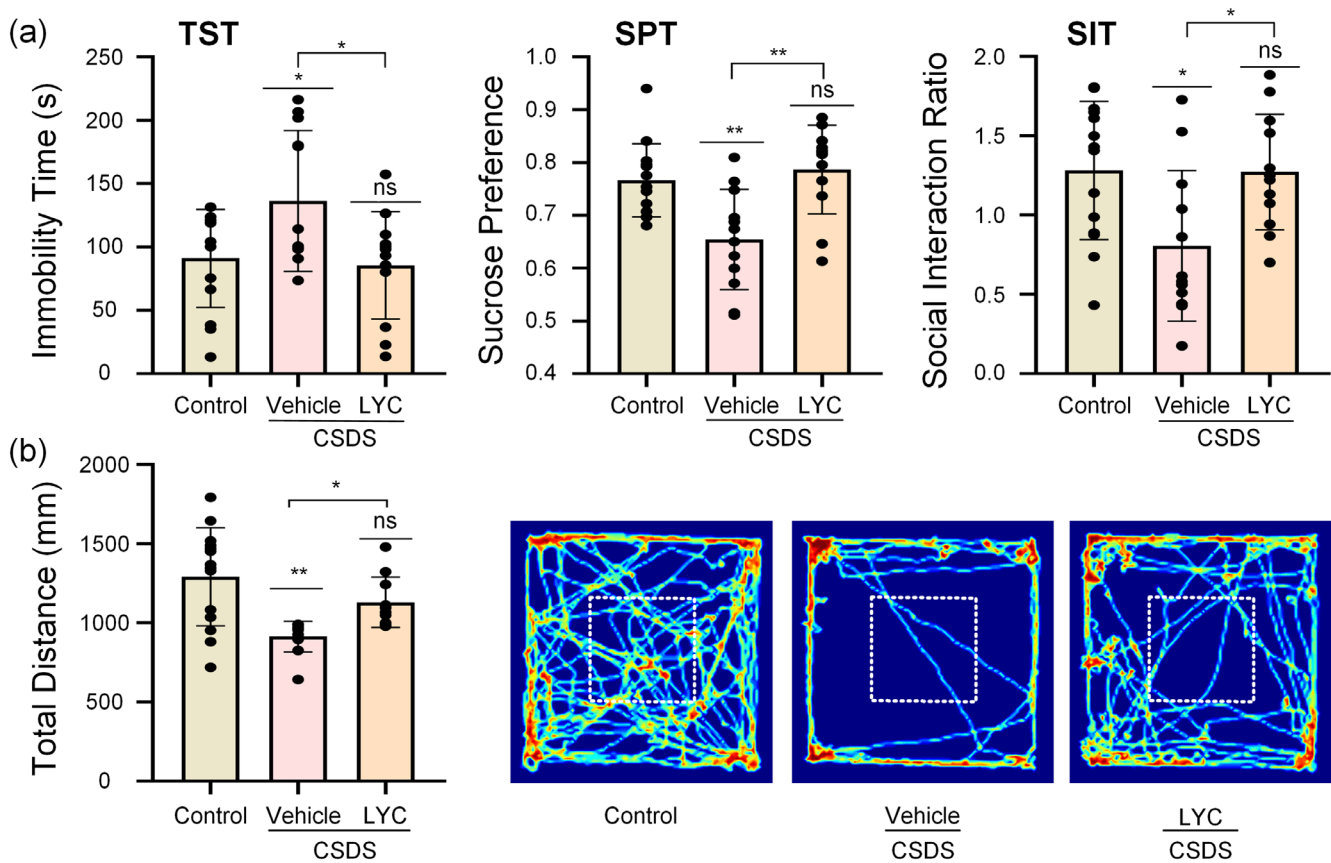 (a)
TST
Immobility Time (s)
250
200
150
100
50
0
*
*
ns
Control
Vehicle
LYC
CSDS
SPT
Sucrose Preference
1.0
0.9
0.8
0.7
0.6
0.5
0.4
**
**
ns
Control
Vehicle
LYC
CSDS
SIT
Social Interaction Ratio
2.0
1.5
1.0
0.5
0.0
*
*
ns
Control
Vehicle
LYC
CSDS
(b)
Total Distance (mm)
2000
1500
1000
500
0
*
**
ns
Control
Vehicle
LYC
CSDS
Control
Vehicle
CSDS
LYC
CSDS